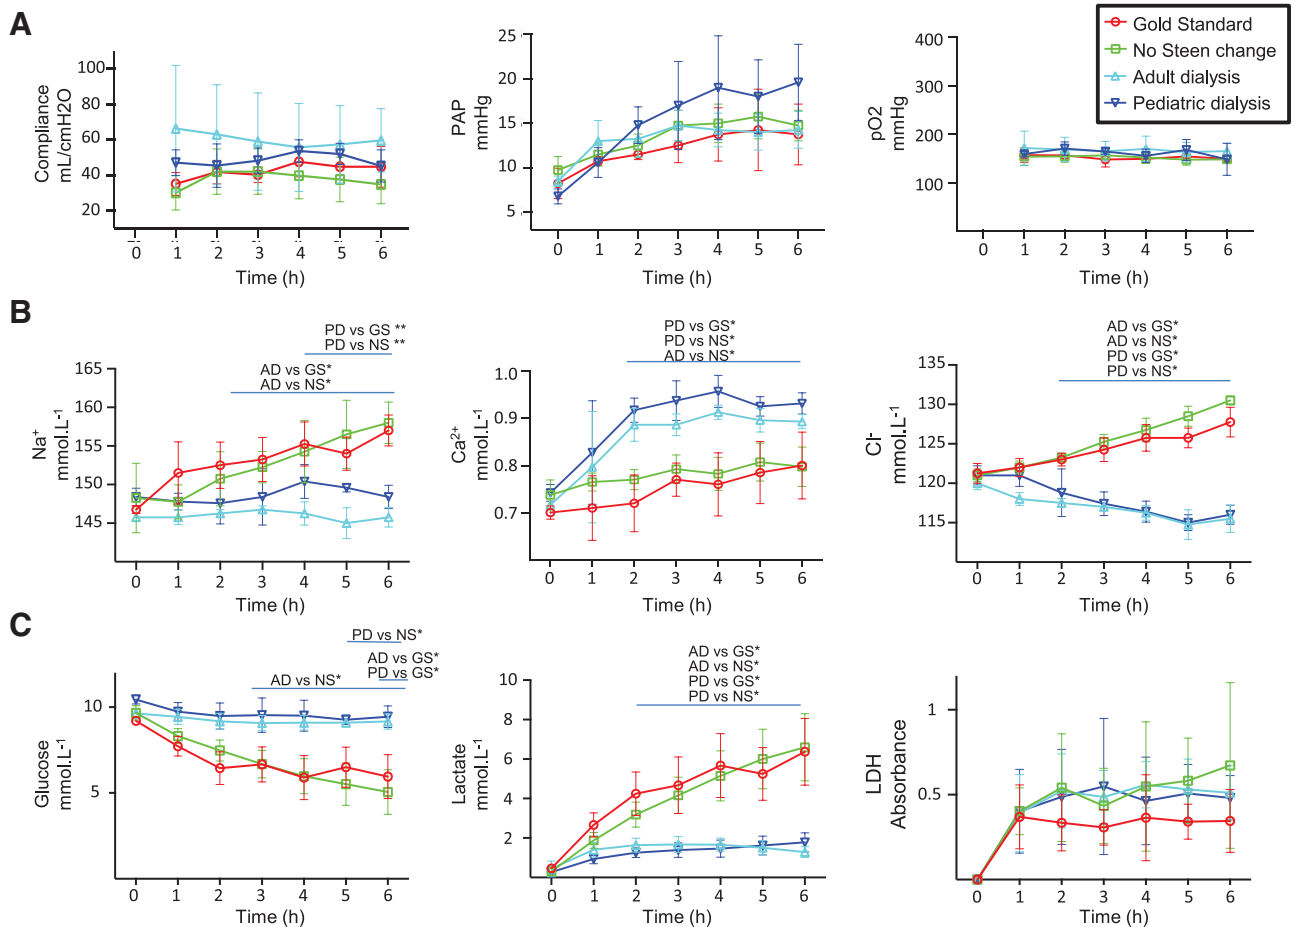 A
Compliance
mL/cmH2O
100
80
60
40
20
0 1 2 3 4 5 6
Time (h)
PAP
mmHg
25
20
15
10
5
0 1 2 3 4 5 6
Time (h)
pO2
mmHg
400
300
200
100
0 1 2 3 4 5 6
Time (h)
Gold Standard
No Steen change
Adult dialysis
Pediatric dialysis
B
PD vs GS **
PD vs NS **
AD vs GS*
AD vs NS*
Na⁺
mmol.L⁻¹
165
160
155
150
145
0 1 2 3 4 5 6
Time (h)
PD vs GS*
PD vs NS*
AD vs NS*
Ca²⁺
mmol.L⁻¹
1.0
0.9
0.8
0.7
0 1 2 3 4 5 6
Time (h)
AD vs GS*
AD vs NS*
PD vs GS*
PD vs NS*
Cl⁻
mmol.L⁻¹
135
130
125
120
115
0 1 2 3 4 5 6
Time (h)
C
PD vs NS*
AD vs GS*
PD vs GS*
AD vs NS*
Glucose
mmol.L⁻¹
10
5
0 1 2 3 4 5 6
Time (h)
AD vs GS*
AD vs NS*
PD vs GS*
PD vs NS*
Lactate
mmol.L⁻¹
10
8
6
4
2
0 1 2 3 4 5 6
Time (h)
LDH
Absorbance
1
0.5
0 1 2 3 4 5 6
Time (h)